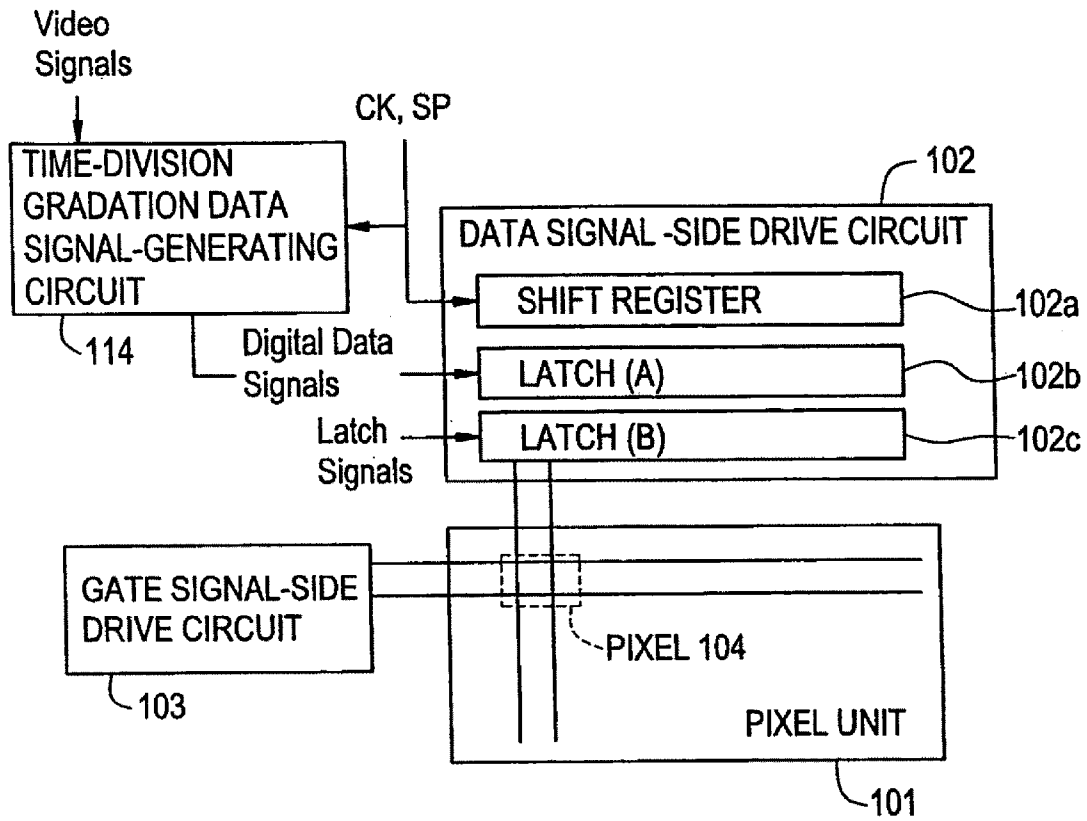 Video
Signals
CK, SP
TIME-DIVISION
GRADATION DATA
SIGNAL-GENERATING
CIRCUIT
114
102
DATA SIGNAL -SIDE DRIVE CIRCUIT
SHIFT REGISTER
102a
Digital Data
Signals
LATCH (A)
102b
Latch
Signals
LATCH (B)
102c
GATE SIGNAL-SIDE
DRIVE CIRCUIT
103
PIXEL 104
PIXEL UNIT
101